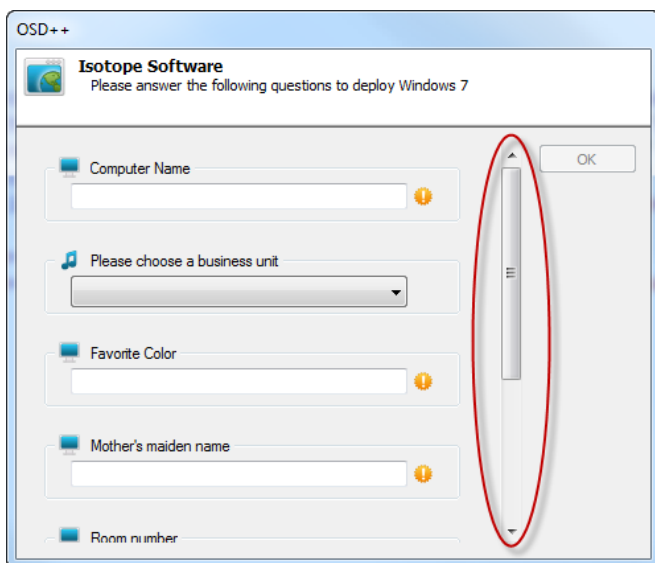 OSD++
Isotope Software
Please answer the following questions to deploy Windows 7
OK
Computer Name
Please choose a business unit
Favorite Color
Mother's maiden name
Room number